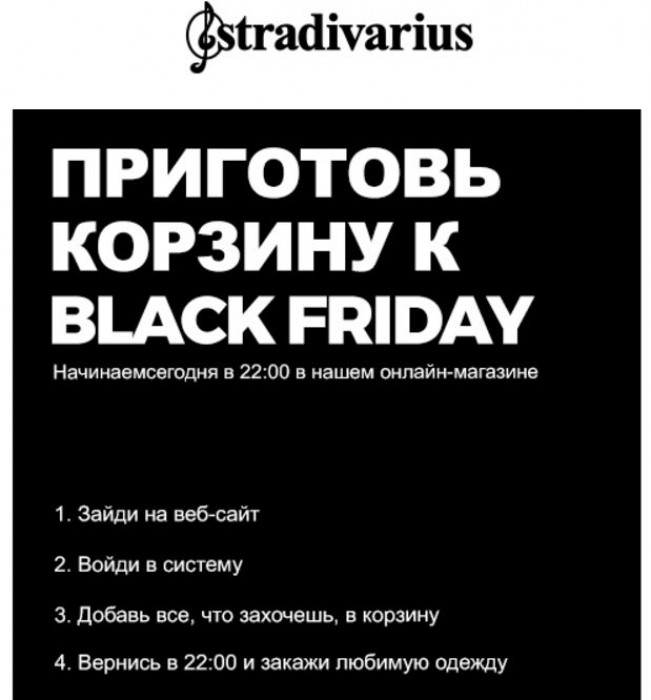 stradivarius
ПРИГОТОВЬ
КОРЗИНУ К
BLACK FRIDAY
Начинаемсегодня в 22:00 в нашем онлайн-магазине
1. Зайди на веб-сайт
2. Войди в систему
3. Добавь все, что захочешь, в корзину
4. Вернись в 22:00 и закажи любимую одежду